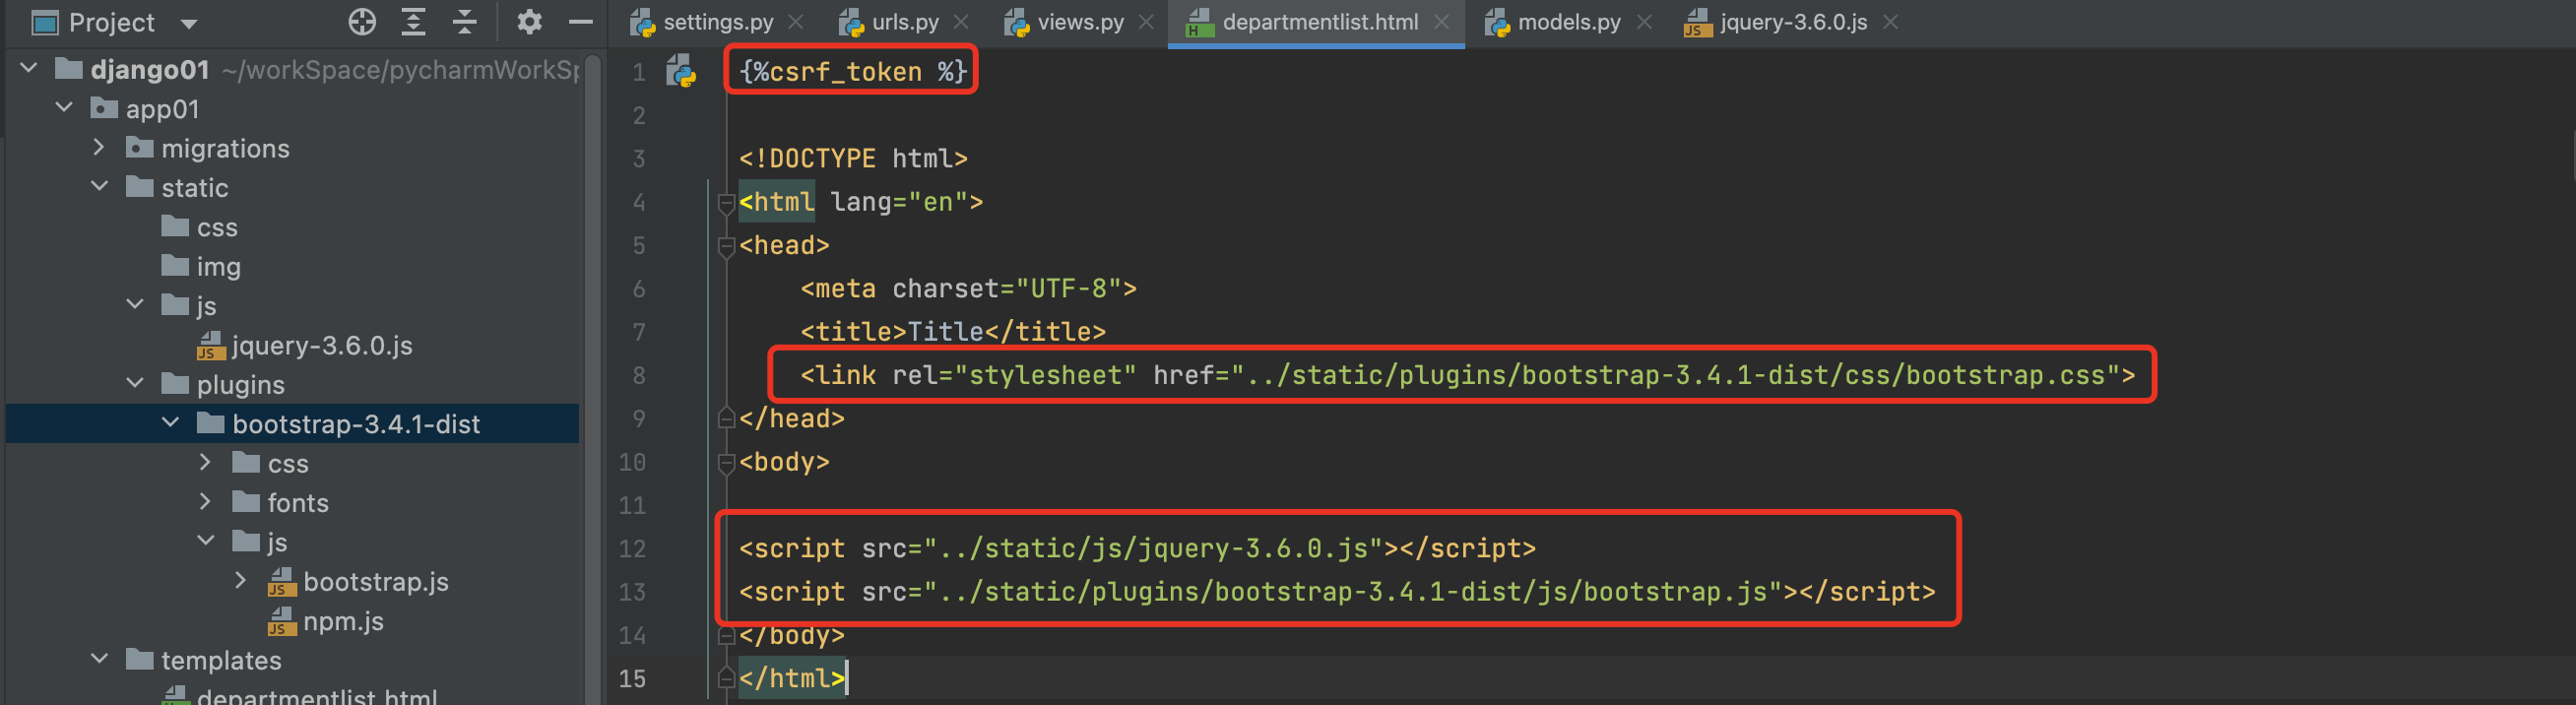 Project
settings.py
urls.py
views.py
departmentlist.html
models.py
jquery-3.6.0.js
django01 ~/workSpace/pycharmWorkSp
app01
migrations
static
css
img
js
jquery-3.6.0.js
plugins
bootstrap-3.4.1-dist
css
fonts
js
bootstrap.js
npm.js
templates
departmentlist.html
1 {%csrf_token %}
2
3 <!DOCTYPE html>
4 <html lang="en">
5 <head>
6 <meta charset="UTF-8">
7 <title>Title</title>
8 <link rel="stylesheet" href="../static/plugins/bootstrap-3.4.1-dist/css/bootstrap.css">
9 </head>
10 <body>
11
12 <script src="../static/js/jquery-3.6.0.js"></script>
13 <script src="../static/plugins/bootstrap-3.4.1-dist/js/bootstrap.js"></script>
14 </body>
15 </html>